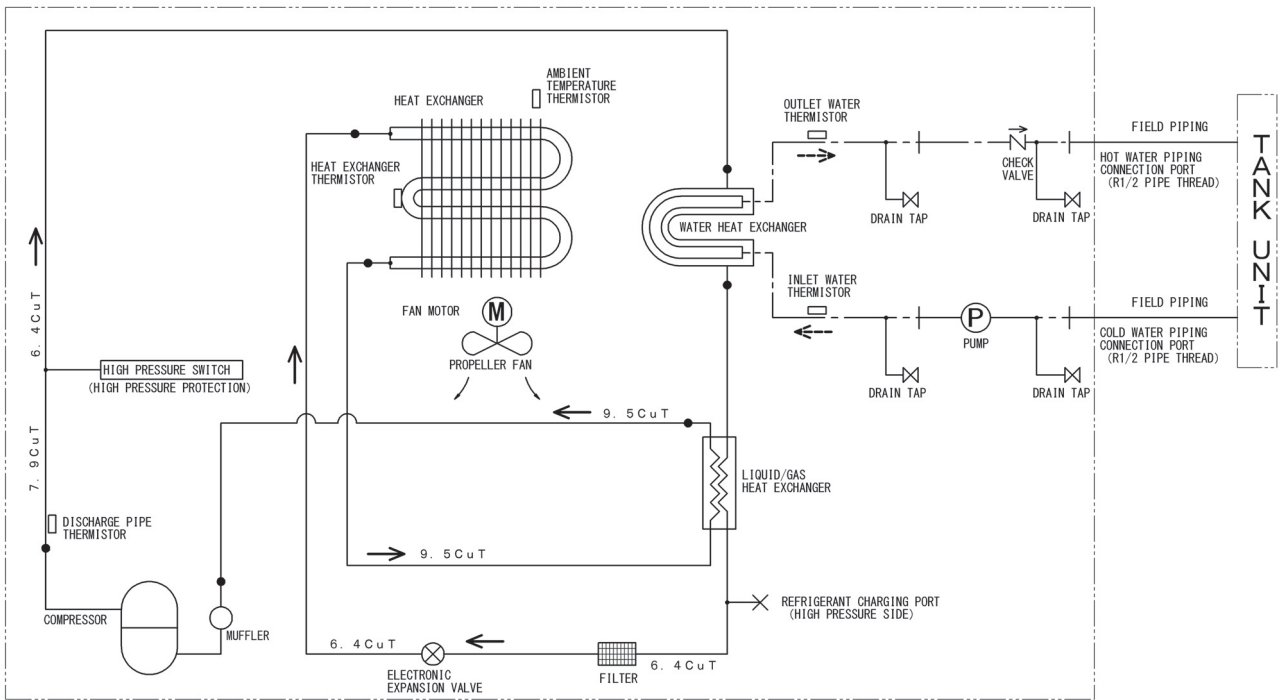 AMBIENT
TEMPERATURE
THERMISTOR
HEAT EXCHANGER
HEAT EXCHANGER
THERMISTOR
OUTLET WATER
THERMISTOR
FIELD PIPING
CHECK
VALVE
HOT WATER PIPING
CONNECTION PORT
(R1/2 PIPE THREAD)
DRAIN TAP
DRAIN TAP
WATER HEAT EXCHANGER
TANK UNIT
INLET WATER
THERMISTOR
FIELD PIPING
P
PUMP
COLD WATER PIPING
CONNECTION PORT
(R1/2 PIPE THREAD)
DRAIN TAP
DRAIN TAP
FAN MOTOR
M
PROPELLER FAN
6. 4CuT
HIGH PRESSURE SWITCH
(HIGH PRESSURE PROTECTION)
7. 9CuT
9. 5CuT
LIQUID/GAS
HEAT EXCHANGER
DISCHARGE PIPE
THERMISTOR
9. 5CuT
COMPRESSOR
MUFFLER
REFRIGERANT CHARGING PORT
(HIGH PRESSURE SIDE)
6. 4CuT
ELECTRONIC
EXPANSION VALVE
FILTER
6. 4CuT